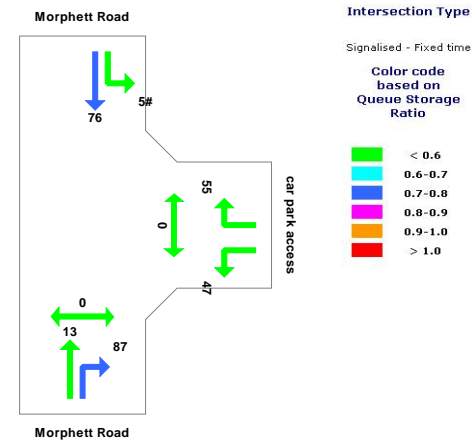 Morphett Road
76
5#
55
0
47
car park access
0
13
87
Morphett Road
Intersection Type
Signalised - Fixed time
Color code
based on
Queue Storage
Ratio
< 0.6
0.6-0.7
0.7-0.8
0.8-0.9
0.9-1.0
> 1.0